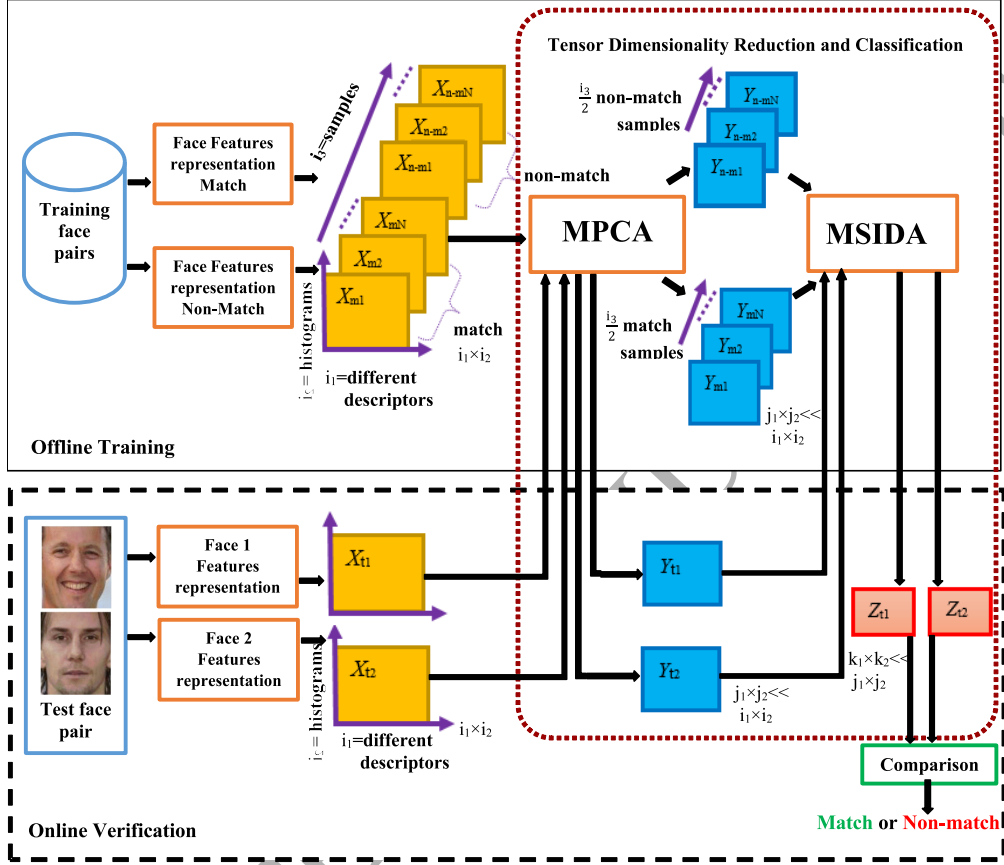 Tensor Dimensionality Reduction and Classification
Training
face
pairs
Face Features
representation
Match
Face Features
representation
Non-Match
i₃=samples
Xn-mN
Xn-m2
Xn-m1
XmN
Xm2
Xm1
non-match
match
i₁×i₂
= histograms
i₁=different
descriptors
MPCA
i₃/2 non-match
samples
Yn-mN
Yn-m2
Yn-m1
i₃/2 match
samples
YmN
Ym2
Ym1
j₁×j₂<<
i₁×i₂
MSIDA
Offline Training
Test face
pair
Face 1
Features
representation
Face 2
Features
representation
Xt1
Xt2
= histograms
i₁=different
descriptors
i₁×i₂
Yt1
Yt2
j₁×j₂<<
i₁×i₂
Zt1
Zt2
k₁×k₂<<
j₁×j₂
Comparison
Match or Non-match
Online Verification